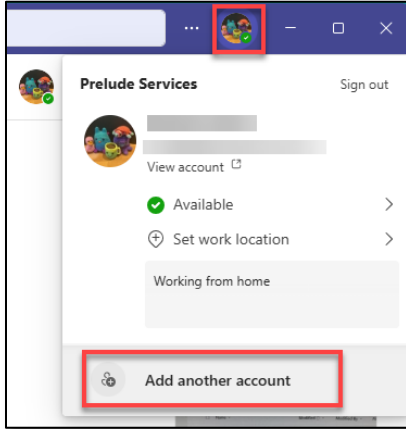 ...
Prelude Services
Sign out
View account
Available
Set work location
Working from home
Add another account